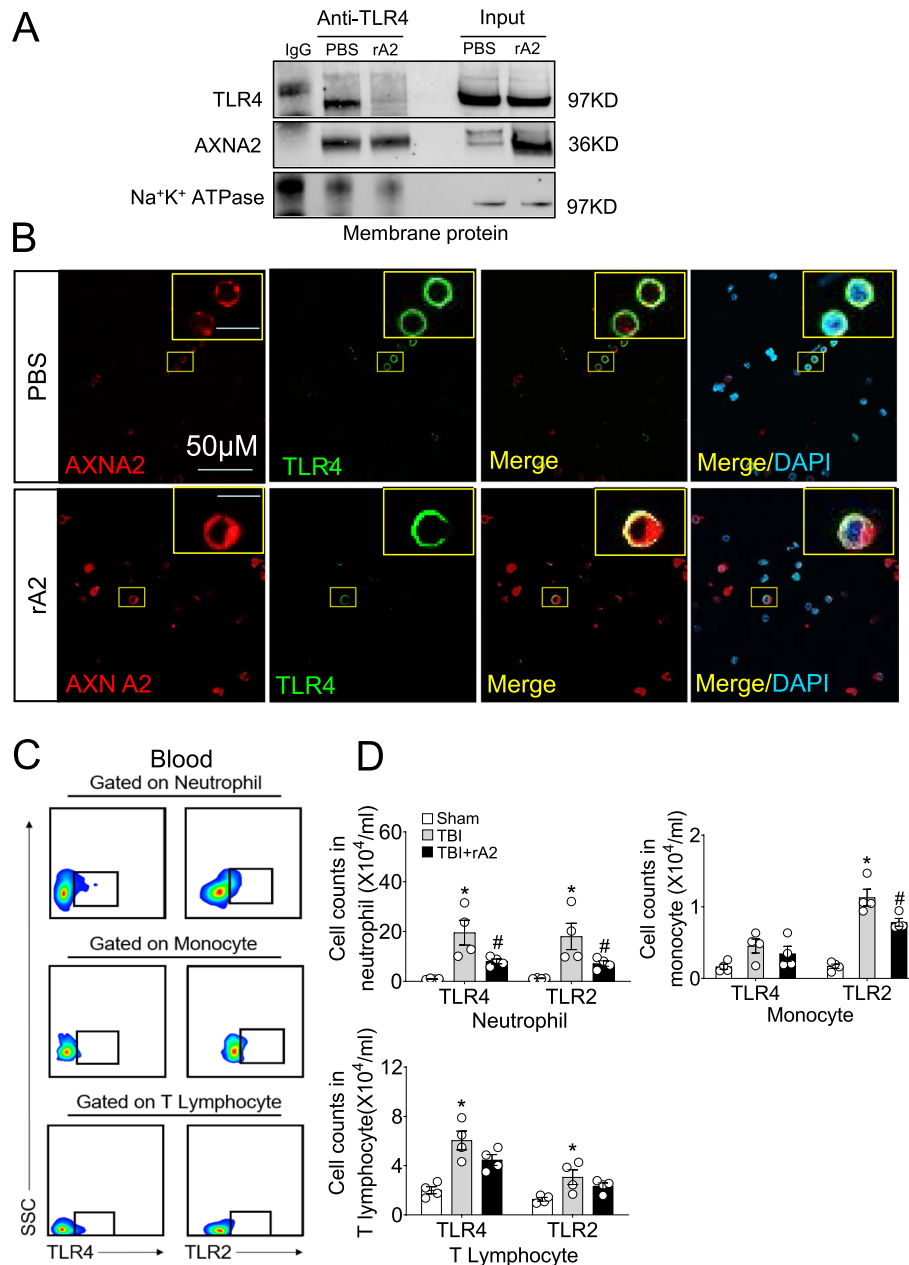 A
Anti-TLR4 Input
IgG PBS rA2 PBS rA2
TLR4 97KD
AXNA2 36KD
Na⁺K⁺ ATPase 97KD
Membrane protein
B
PBS
AXNA2 50μM TLR4 Merge Merge/DAPI
rA2
AXN A2 TLR4 Merge Merge/DAPI
C
Blood
Gated on Neutrophil
Gated on Monocyte
Gated on T Lymphocyte
SSC
TLR4 TLR2
D
Sham
TBI
TBI+rA2
Cell counts in
neutrophil (X10⁴/ml)
60
40
20
0
* # * #
TLR4 TLR2
Neutrophil
Cell counts in
monocyte (X10⁴/ml)
2
1
0
* #
TLR4 TLR2
Monocyte
Cell counts in
T lymphocyte(X10⁴/ml)
12
8
4
0
* *
TLR4 TLR2
T Lymphocyte